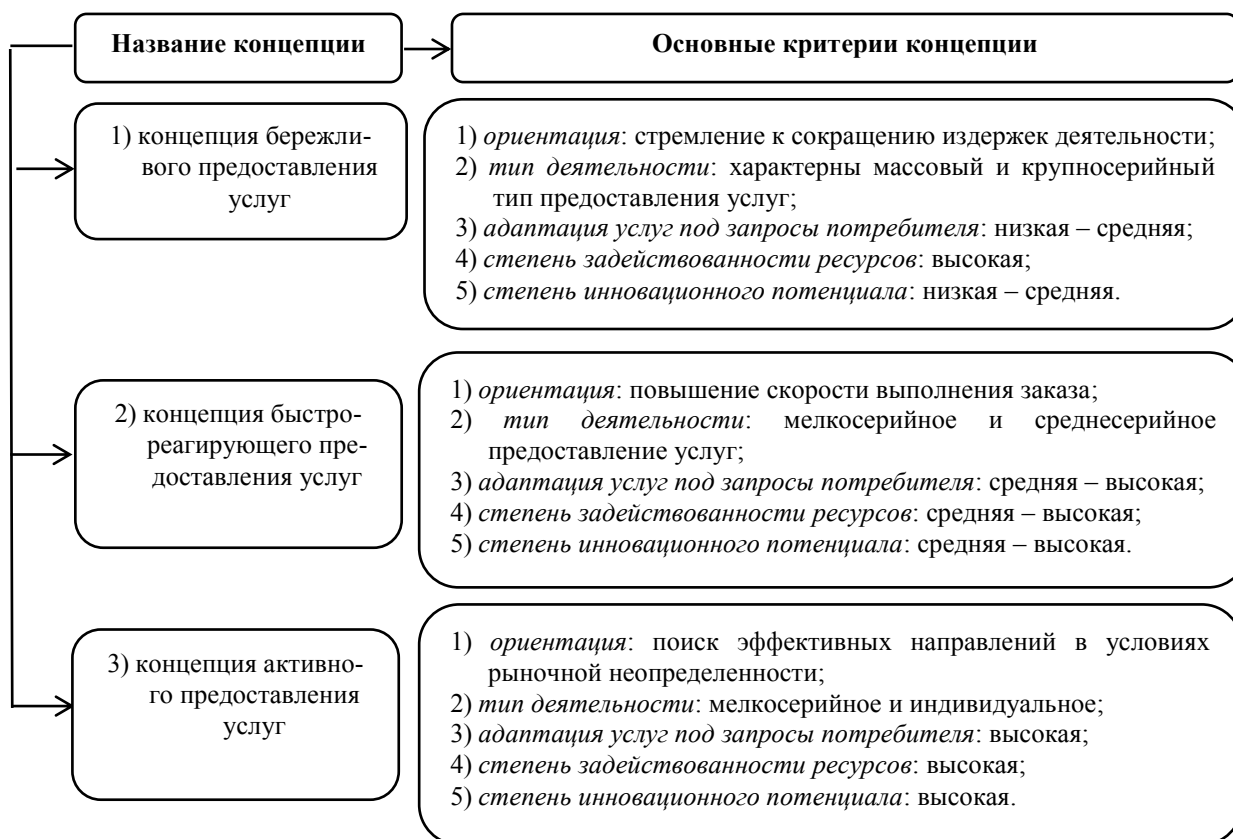 Название концепции
Основные критерии концепции
1) концепция бережли-
вого предоставления
услуг
1) ориентация: стремление к сокращению издержек деятельности;
2) тип деятельности: характерны массовый и крупносерийный
тип предоставления услуг;
3) адаптация услуг под запросы потребителя: низкая – средняя;
4) степень задействованности ресурсов: высокая;
5) степень инновационного потенциала: низкая – средняя.
2) концепция быстро-
реагирующего пре-
доставления услуг
1) ориентация: повышение скорости выполнения заказа;
2) тип деятельности: мелкосерийное и среднесерийное
предоставление услуг;
3) адаптация услуг под запросы потребителя: средняя – высокая;
4) степень задействованности ресурсов: средняя – высокая;
5) степень инновационного потенциала: средняя – высокая.
3) концепция активно-
го предоставления
услуг
1) ориентация: поиск эффективных направлений в условиях
рыночной неопределенности;
2) тип деятельности: мелкосерийное и индивидуальное;
3) адаптация услуг под запросы потребителя: высокая;
4) степень задействованности ресурсов: высокая;
5) степень инновационного потенциала: высокая.